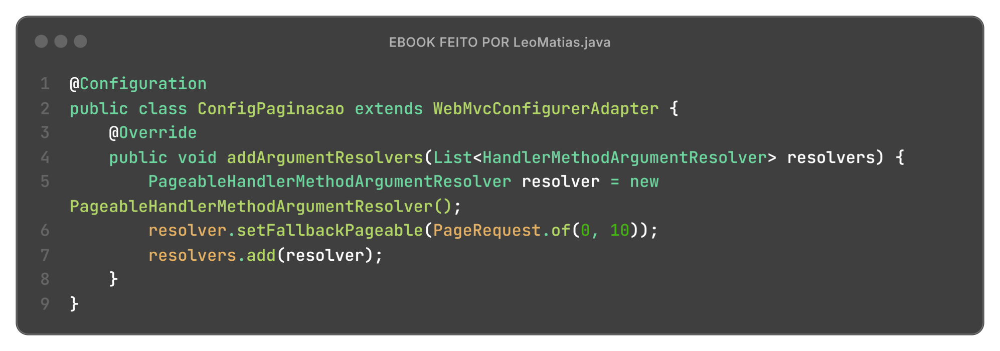 EBOOK FEITO POR LeoMatias.java
1 @Configuration
2 public class ConfigPaginacao extends WebMvcConfigurerAdapter {
3     @Override
4     public void addArgumentResolvers(List<HandlerMethodArgumentResolver> resolvers) {
5         PageableHandlerMethodArgumentResolver resolver = new
PageableHandlerMethodArgumentResolver();
6         resolver.setFallbackPageable(PageRequest.of(0, 10));
7         resolvers.add(resolver);
8     }
9 }